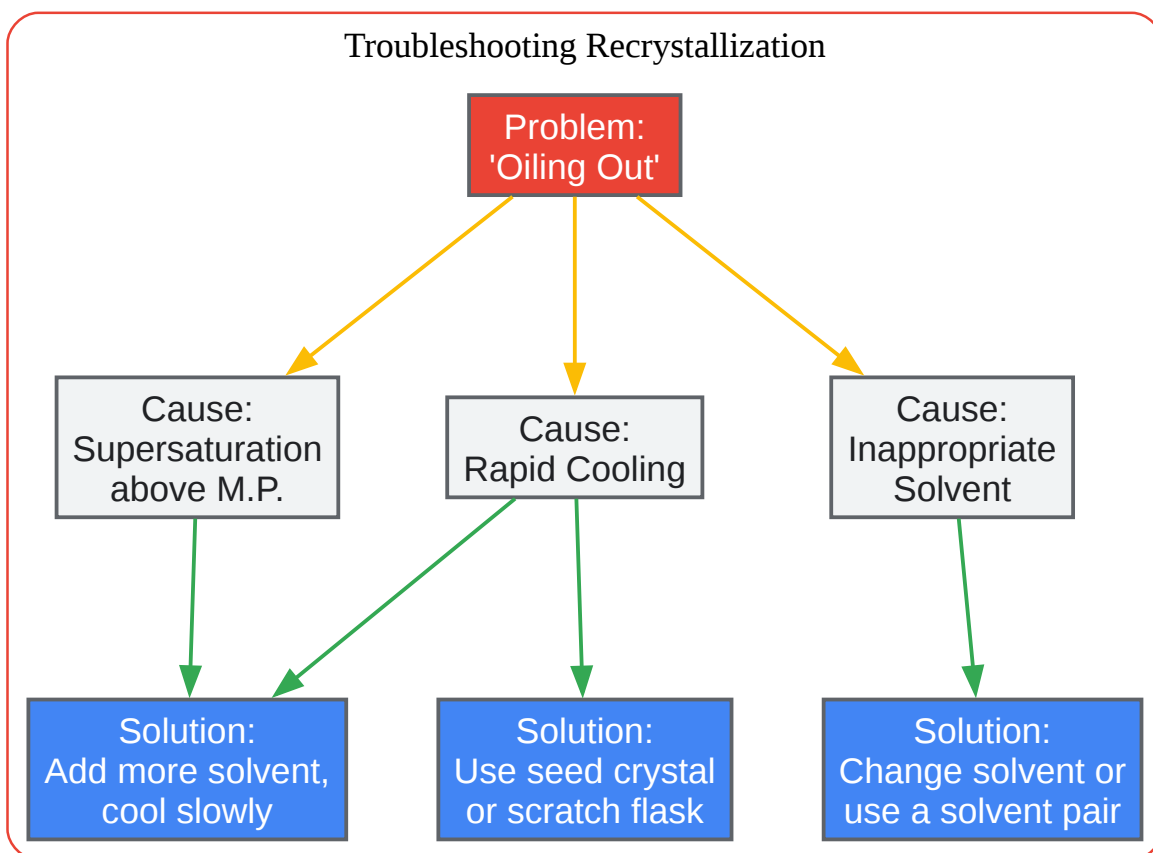 Troubleshooting Recrystallization
Problem:
'Oiling Out'
Cause:
Supersaturation
above M.P.
Cause:
Rapid Cooling
Cause:
Inappropriate
Solvent
Solution:
Add more solvent,
cool slowly
Solution:
Use seed crystal
or scratch flask
Solution:
Change solvent or
use a solvent pair